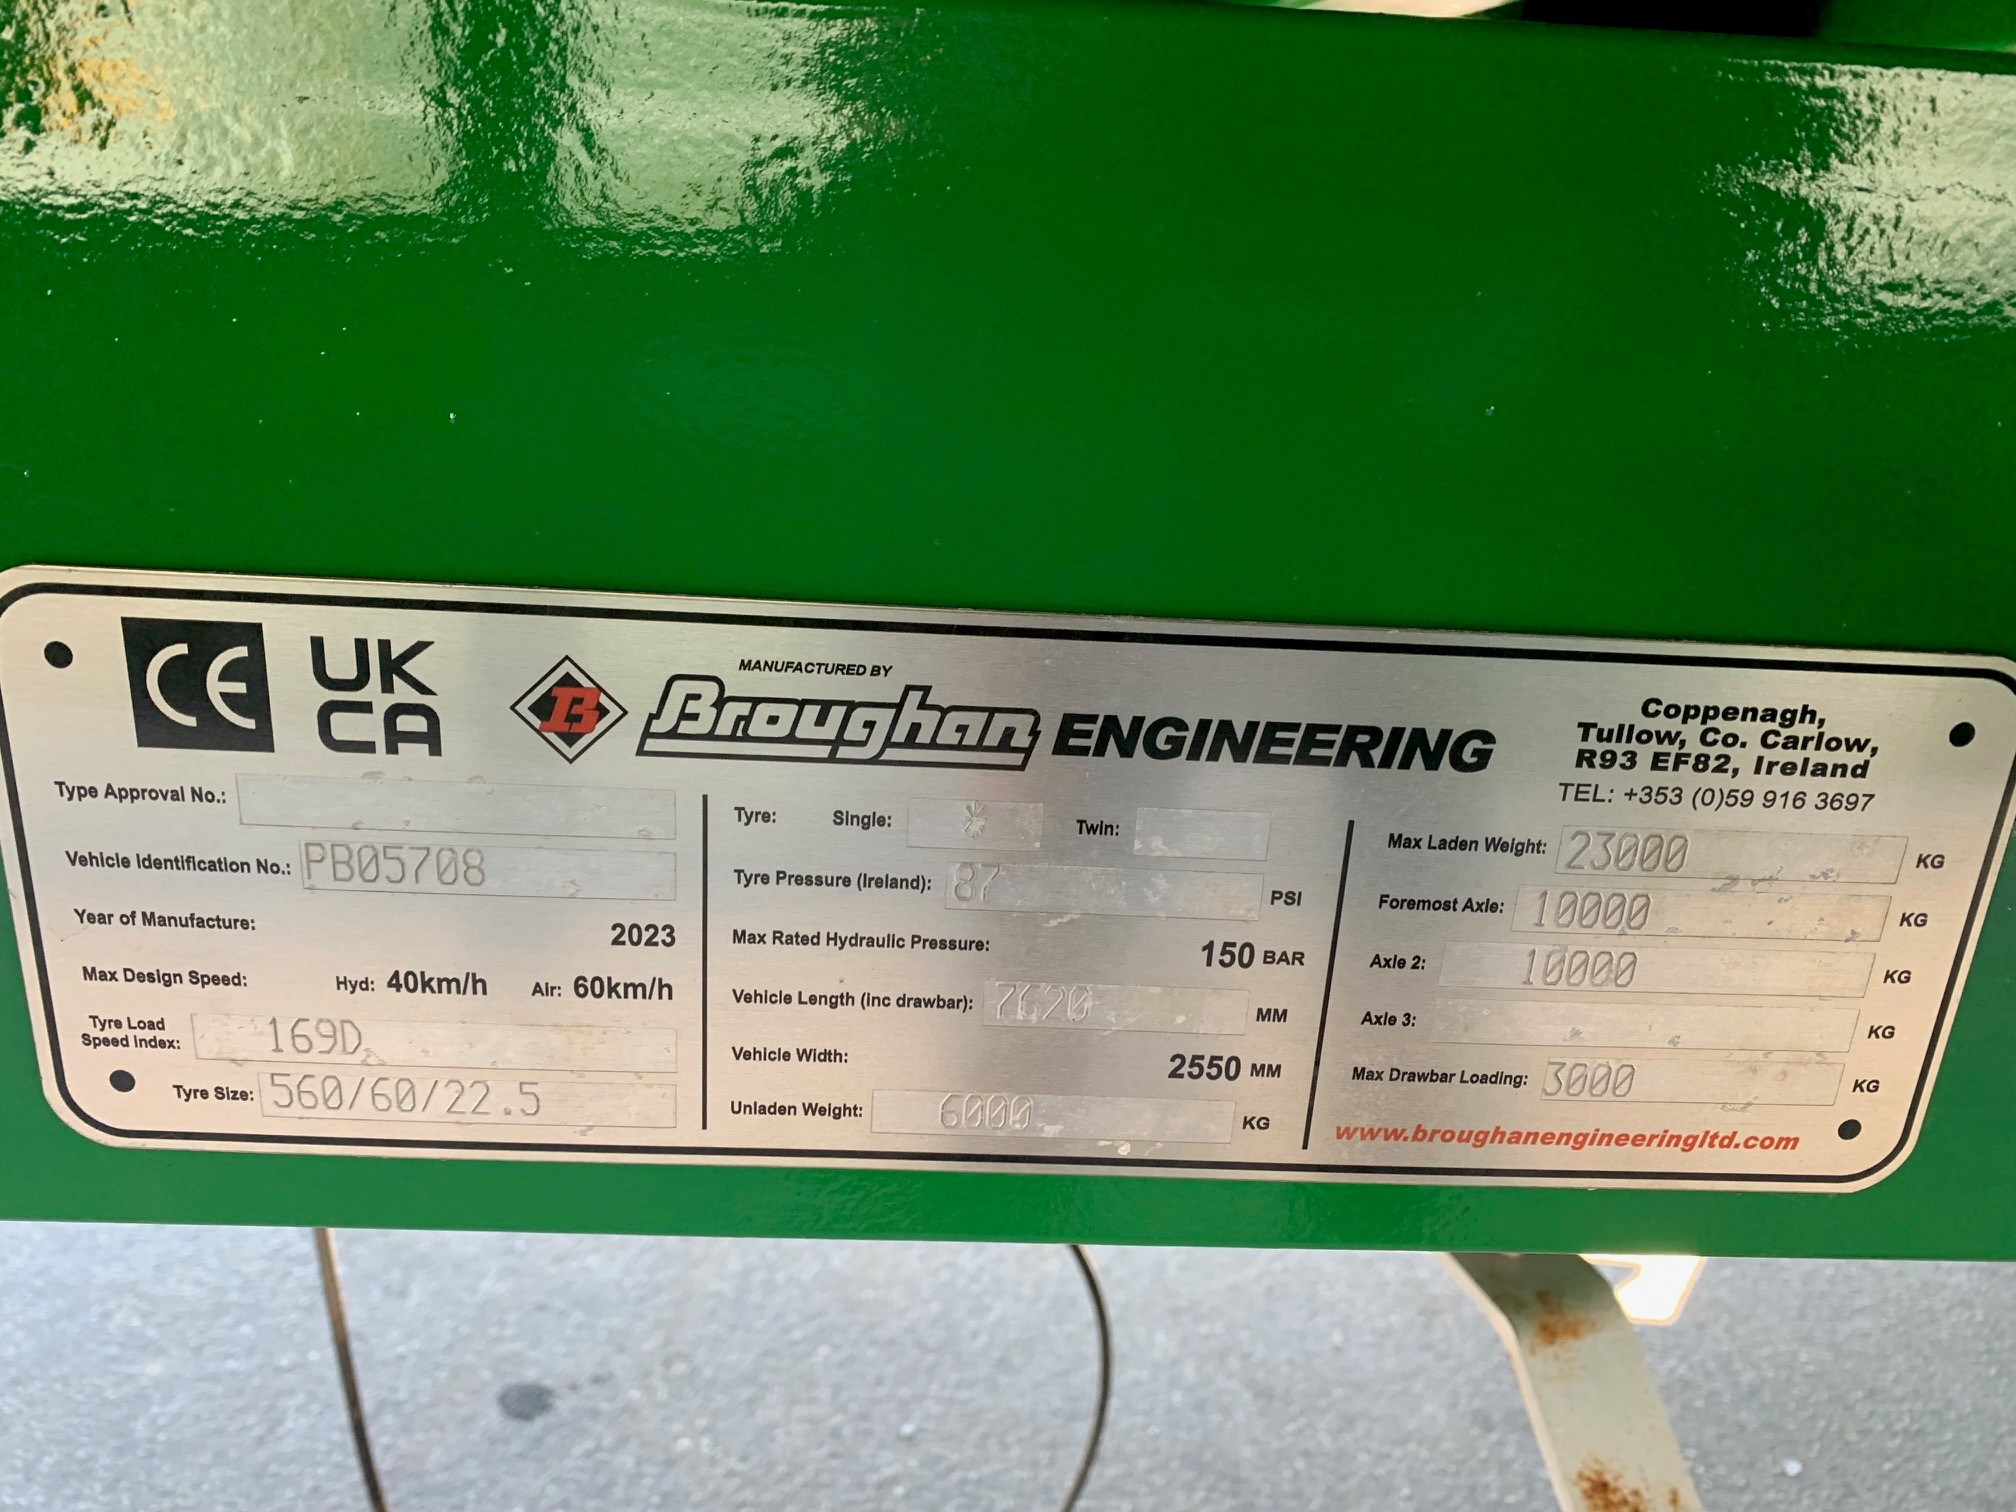 CE UK CA
MANUFACTURED BY
B Broughan ENGINEERING
Coppenagh,
Tullow, Co. Carlow,
R93 EF82, Ireland
TEL: +353 (0)59 916 3697
Type Approval No.:
Vehicle Identification No.: PB05708
Year of Manufacture: 2023
Max Design Speed: Hyd: 40km/h Air: 60km/h
Tyre Load
Speed Index: 169D
Tyre Size: 560/60/22.5
Tyre: Single: * Twin:
Tyre Pressure (Ireland): 87 PSI
Max Rated Hydraulic Pressure: 150 BAR
Vehicle Length (inc drawbar): 7620 MM
Vehicle Width: 2550 MM
Unladen Weight: 6000 KG
Max Laden Weight: 23000 KG
Foremost Axle: 10000 KG
Axle 2: 10000 KG
Axle 3: KG
Max Drawbar Loading: 3000 KG
www.broughanengineeringltd.com